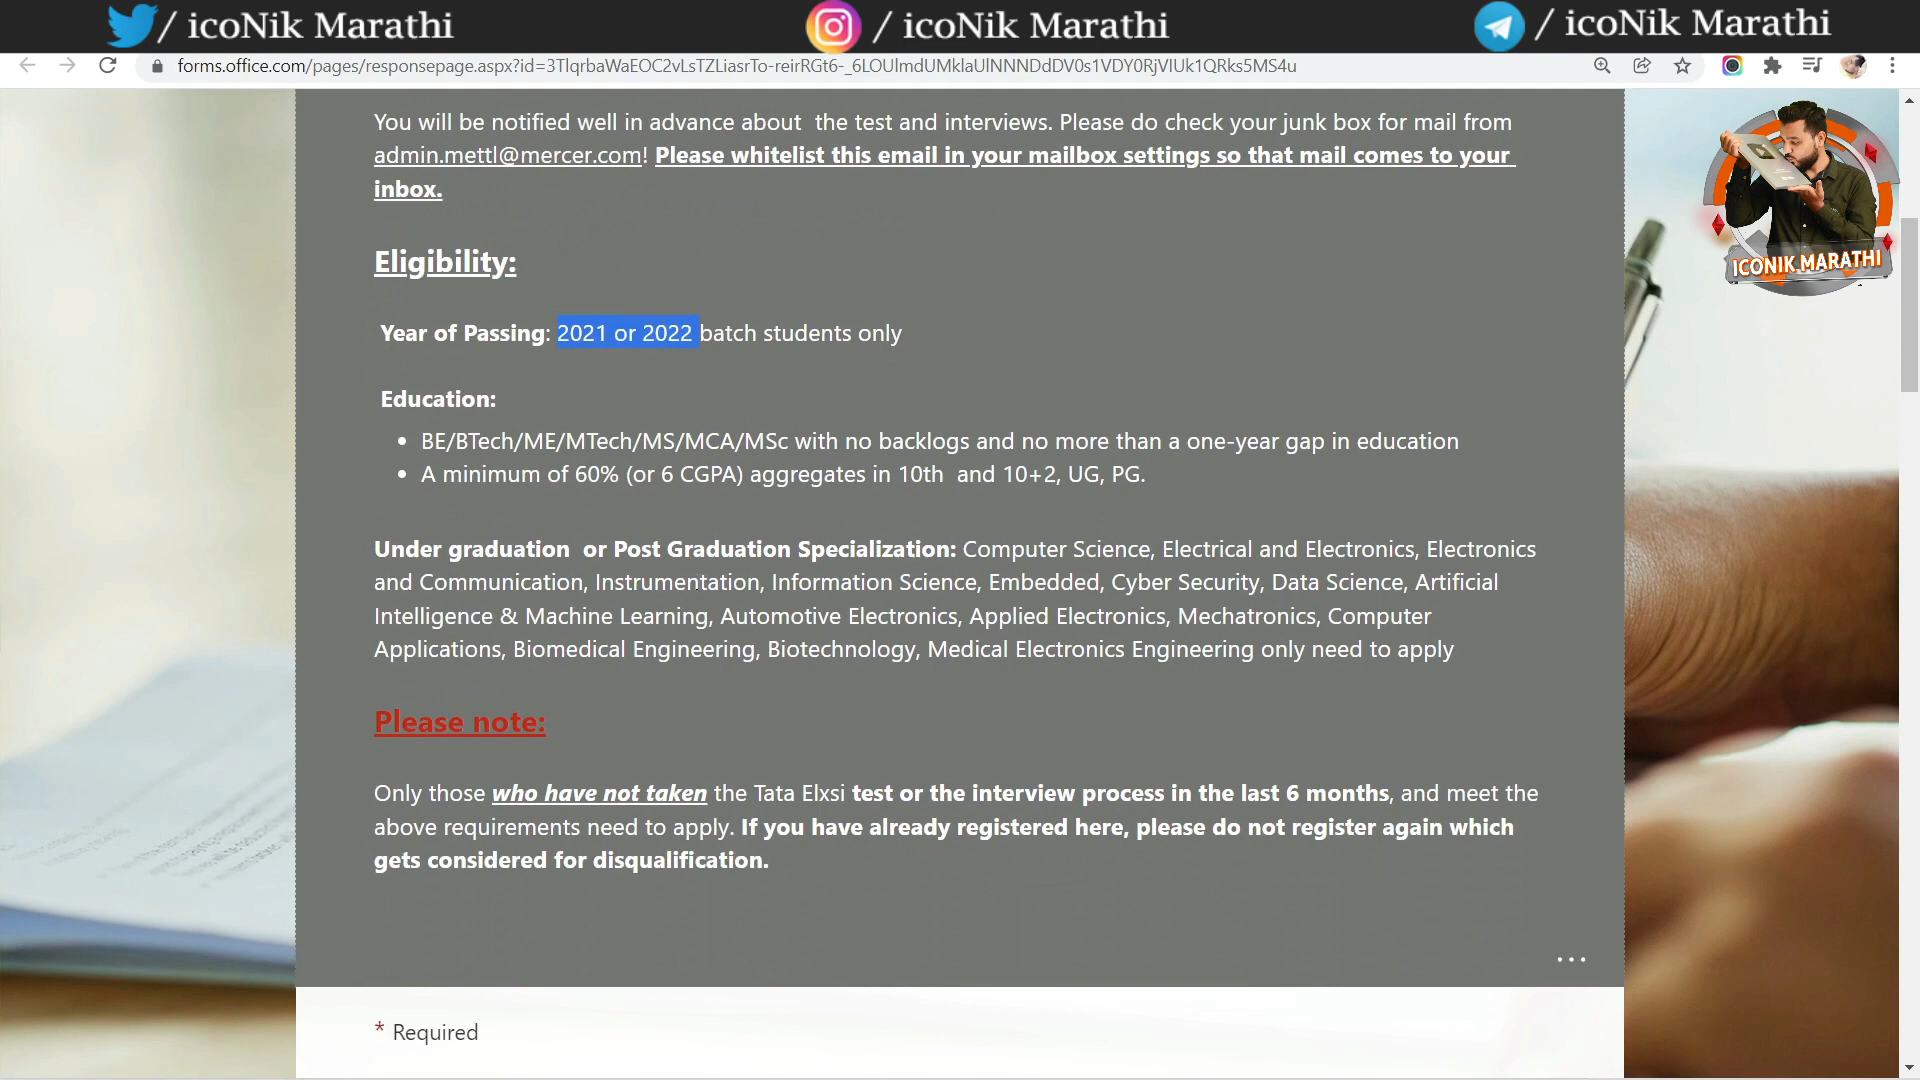 / icoNik Marathi
/ icoNik Marathi
/ icoNik Marathi
forms.office.com/pages/responsepage.aspx?id=3TlqrbaWaEOC2vLsTZLiasrTo-reirRGt6-_6LOUlmdUMklaUlNNNDdDV0s1VDY0RjVIUk1QRks5MS4u
You will be notified well in advance about  the test and interviews. Please do check your junk box for mail from
admin.mettl@mercer.com! Please whitelist this email in your mailbox settings so that mail comes to your
inbox.
ICONIK MARATHI
Eligibility:
Year of Passing: 2021 or 2022 batch students only
Education:
• BE/BTech/ME/MTech/MS/MCA/MSc with no backlogs and no more than a one-year gap in education
• A minimum of 60% (or 6 CGPA) aggregates in 10th  and 10+2, UG, PG.
Under graduation  or Post Graduation Specialization: Computer Science, Electrical and Electronics, Electronics
and Communication, Instrumentation, Information Science, Embedded, Cyber Security, Data Science, Artificial
Intelligence & Machine Learning, Automotive Electronics, Applied Electronics, Mechatronics, Computer
Applications, Biomedical Engineering, Biotechnology, Medical Electronics Engineering only need to apply
Please note:
Only those who have not taken the Tata Elxsi test or the interview process in the last 6 months, and meet the
above requirements need to apply. If you have already registered here, please do not register again which
gets considered for disqualification.
...
* Required